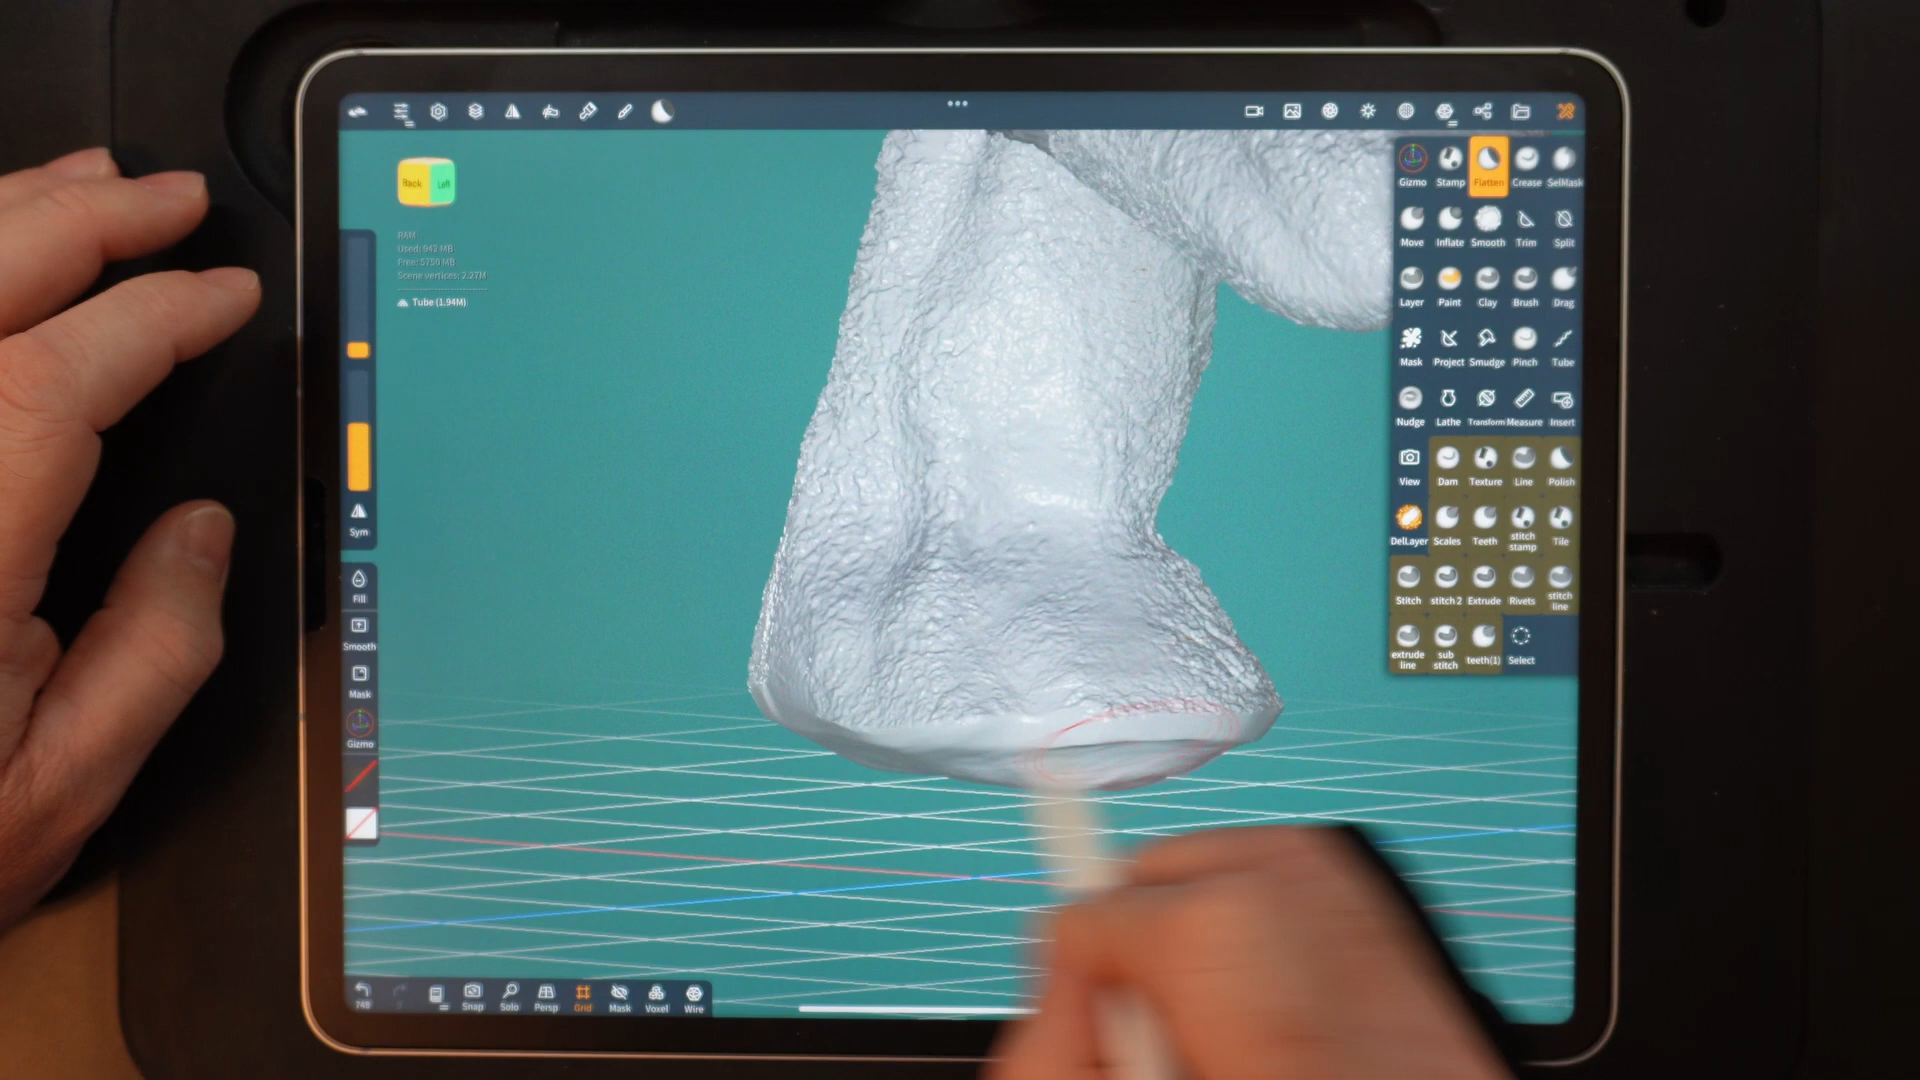 Back Left
RAM
Used: 943 MB
Free: 5750 MB
Scene vertices: 2.27M
Tube (1.94M)
Gizmo Stamp Flatten Crease SelMask
Move Inflate Smooth Trim Split
Layer Paint Clay Brush Drag
Mask Project Smudge Pinch Tube
Nudge Lathe Transform Measure Insert
View Dam Texture Line Polish
DelLayer Scales Teeth stitch stamp Tile
Stitch stitch 2 Extrude Rivets stitch line
extrude line sub stitch teeth(1) Select
Sym
Fill
Smooth
Mask
Gizmo
748 Snap Solo Persp Grid Mask Voxel Wire